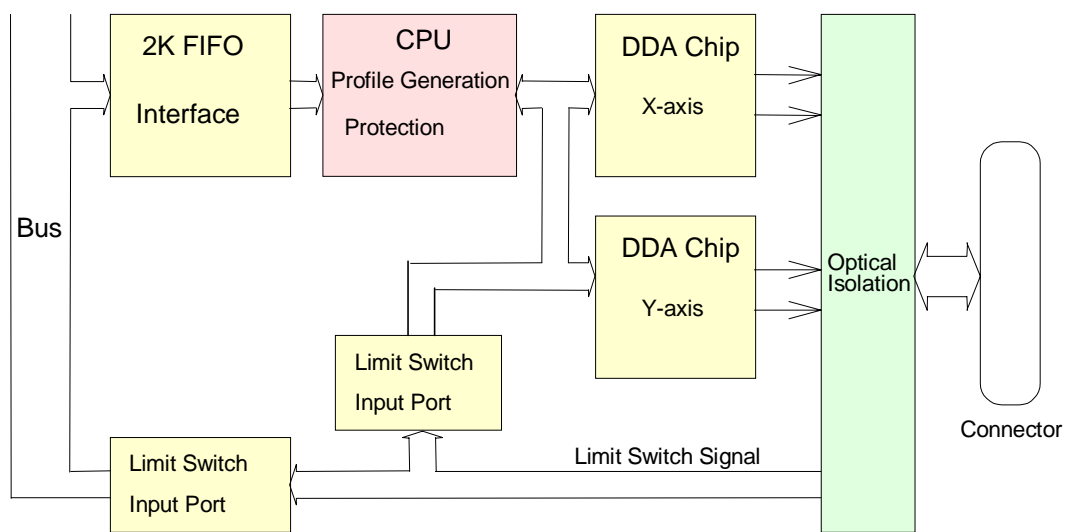 2K FIFO
Interface
CPU
Profile Generation
Protection
DDA Chip
X-axis
Bus
DDA Chip
Y-axis
Optical
Isolation
Limit Switch
Input Port
Connector
Limit Switch Signal
Limit Switch
Input Port